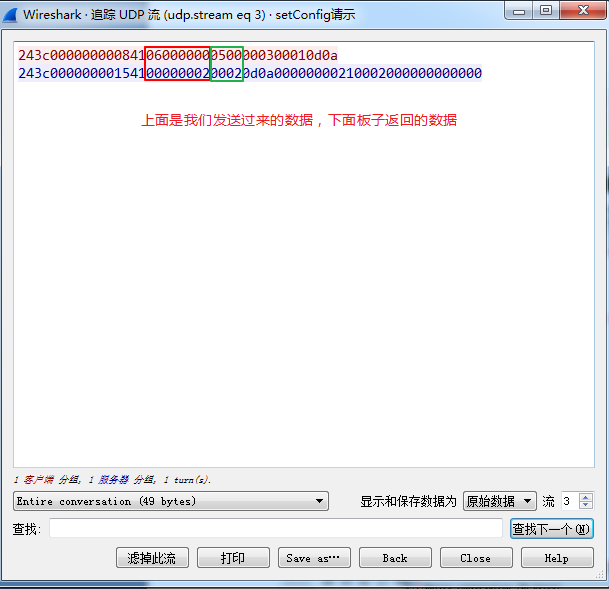 Wireshark · 追踪 UDP 流 (udp.stream eq 3) · setConfig请示
243c000000000841060000000500000300010d0a
243c0000000015410000000200020d0a00000000210002000000000000
上面是我们发送过来的数据，下面板子返回的数据
1 客户端 分组, 1 服务器 分组, 1 turn(s).
Entire conversation (49 bytes) 显示和保存数据为 原始数据 流 3
查找: 查找下一个(N)
滤掉此流 打印 Save as… Back Close Help